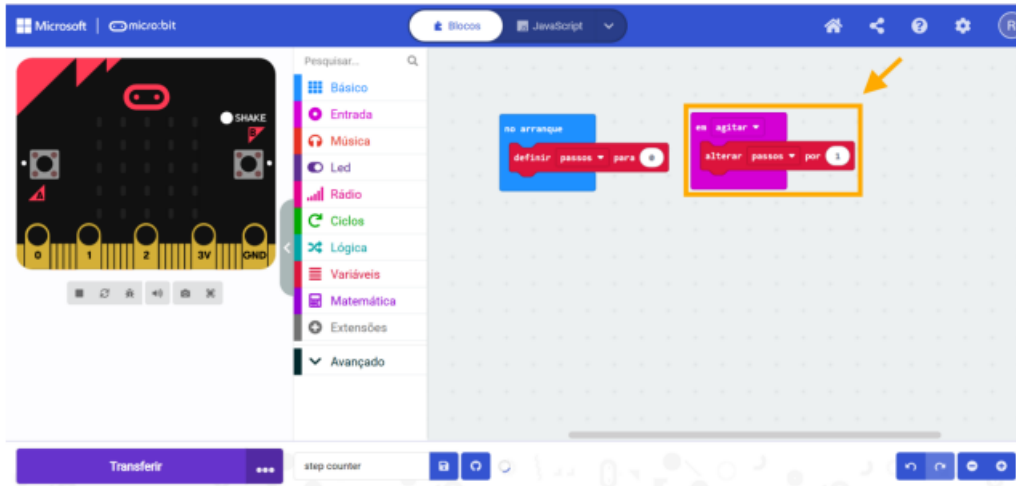 Microsoft | micro:bit
Blocos
JavaScript
R
SHAKE
B
A
0 1 2 3V GND
Pesquisar...
Básico
Entrada
Música
Led
Rádio
Ciclos
Lógica
Variáveis
Matemática
Extensões
Avançado
no arranque
definir passos para 0
em agitar
alterar passos por 1
Transferir
step counter